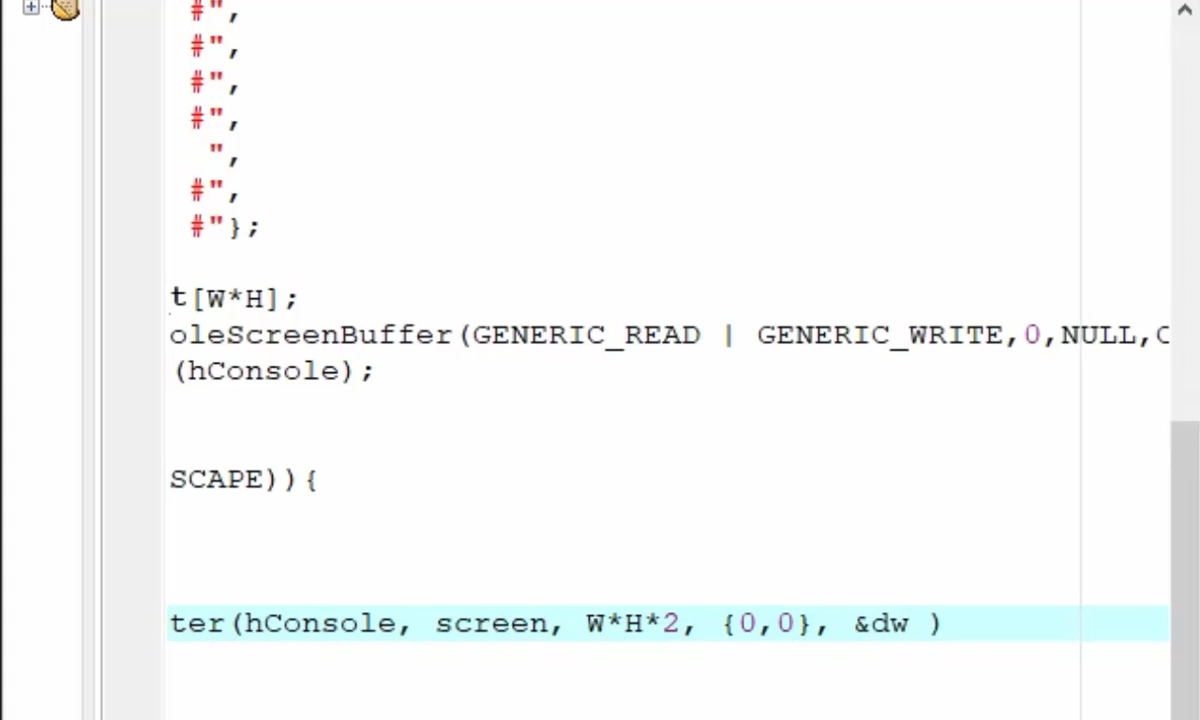 #",
#",
#",
#",
",
#",
#"};
t[W*H];
oleScreenBuffer(GENERIC_READ | GENERIC_WRITE,0,NULL,C
(hConsole);
SCAPE)){
ter(hConsole, screen, W*H*2, {0,0}, &dw )